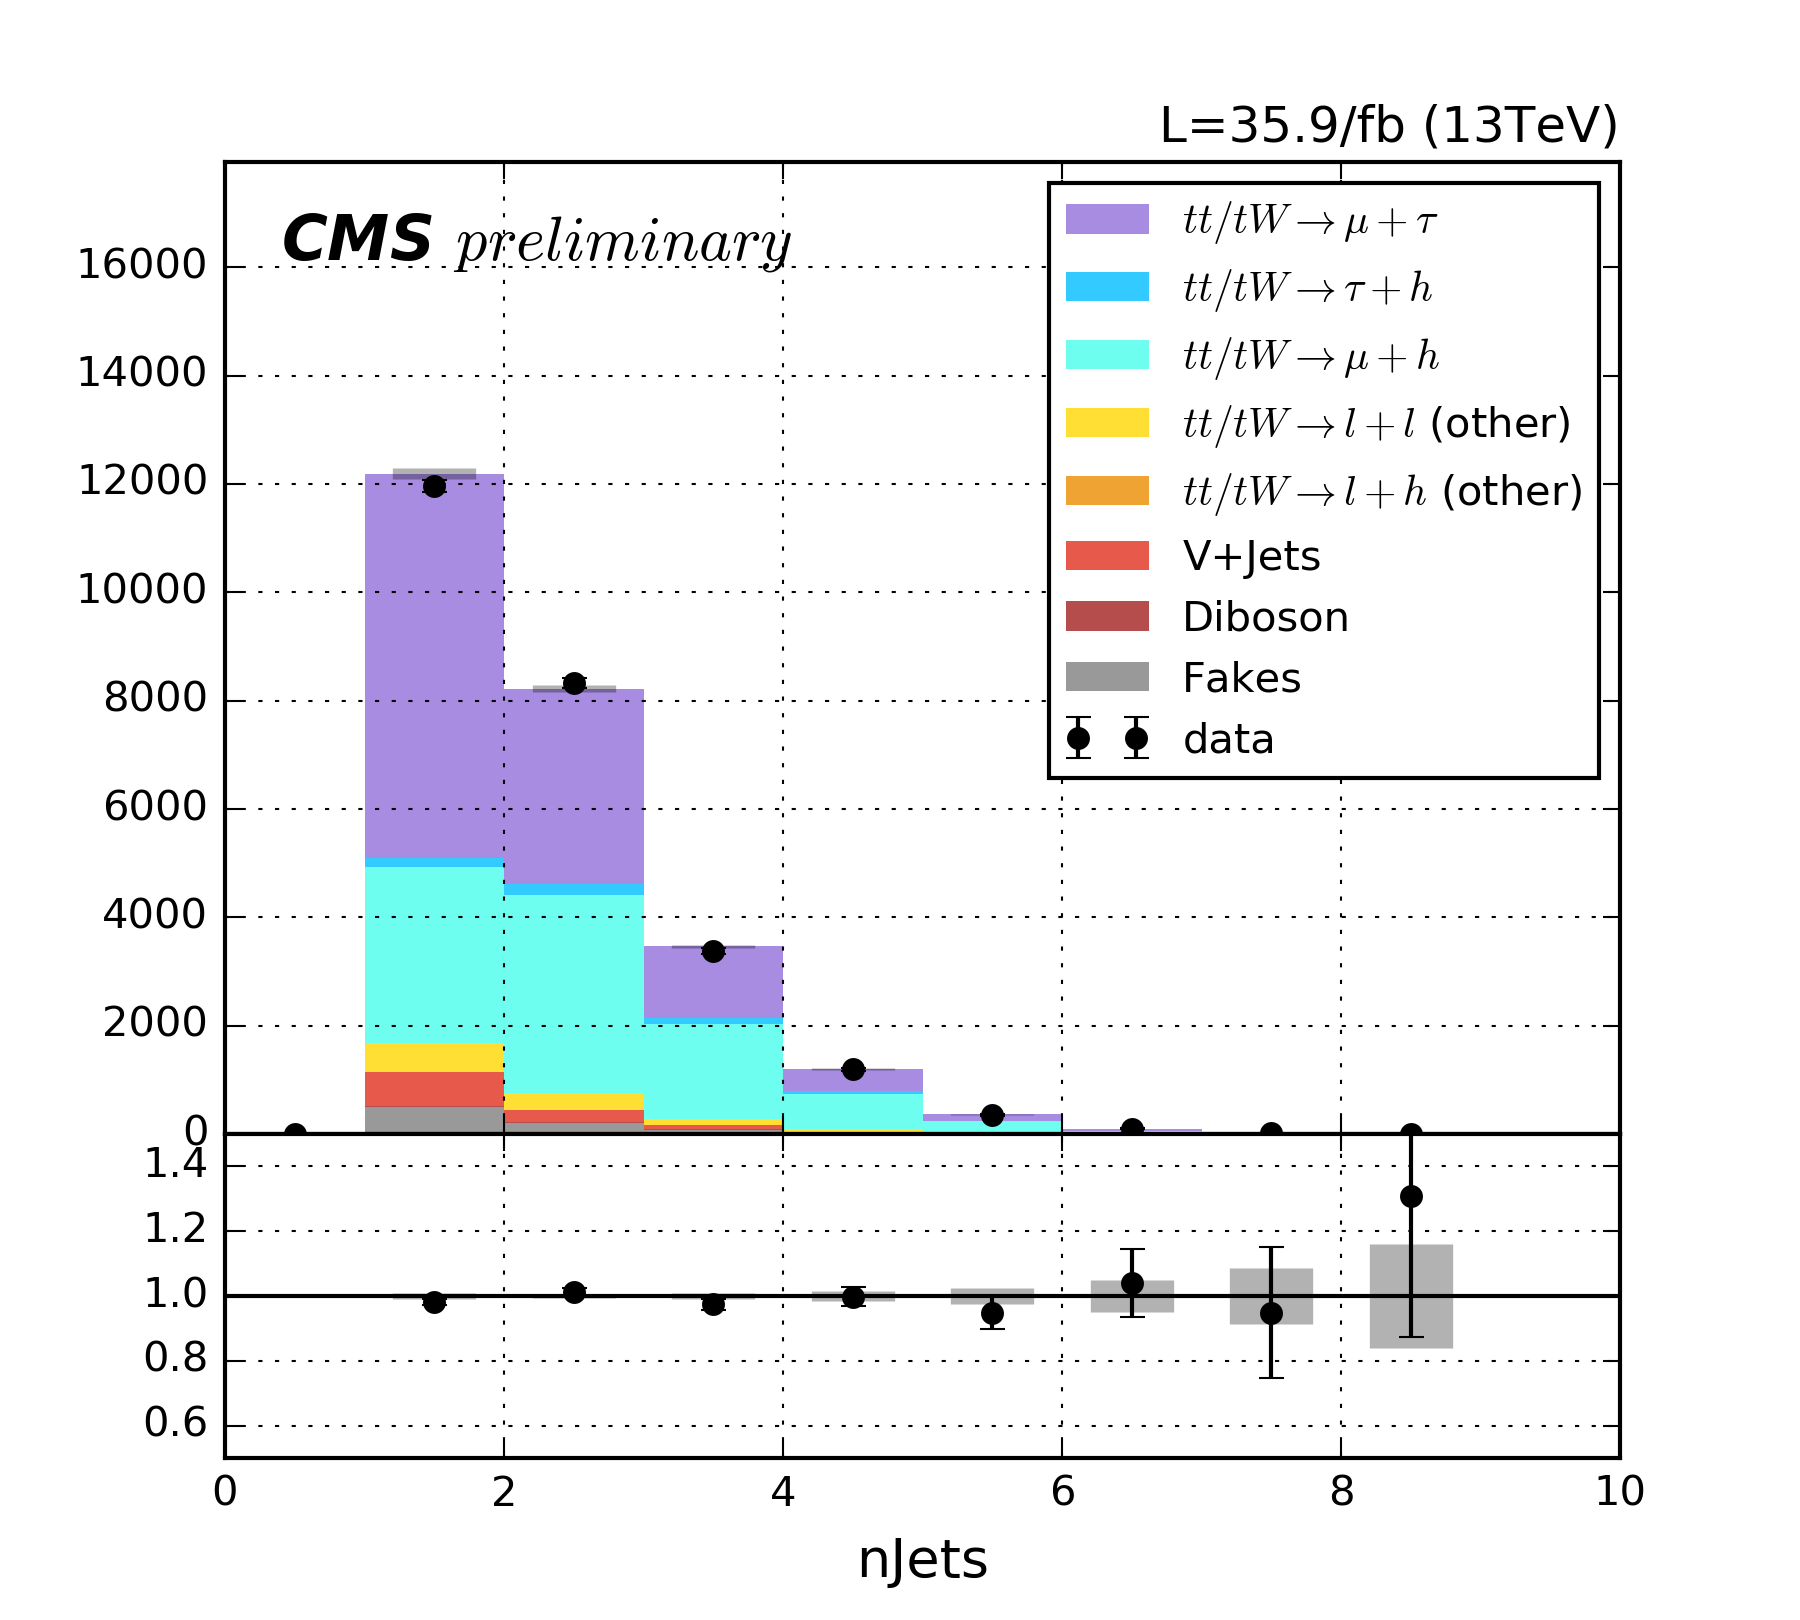 L=35.9/fb (13TeV)
CMS preliminary
16000
14000
12000
10000
8000
6000
4000
2000
0
tt/tW→μ+τ
tt/tW→τ+h
tt/tW→μ+h
tt/tW→l+l (other)
tt/tW→l+h (other)
V+Jets
Diboson
Fakes
data
1.4
1.2
1.0
0.8
0.6
0 2 4 6 8 10
nJets